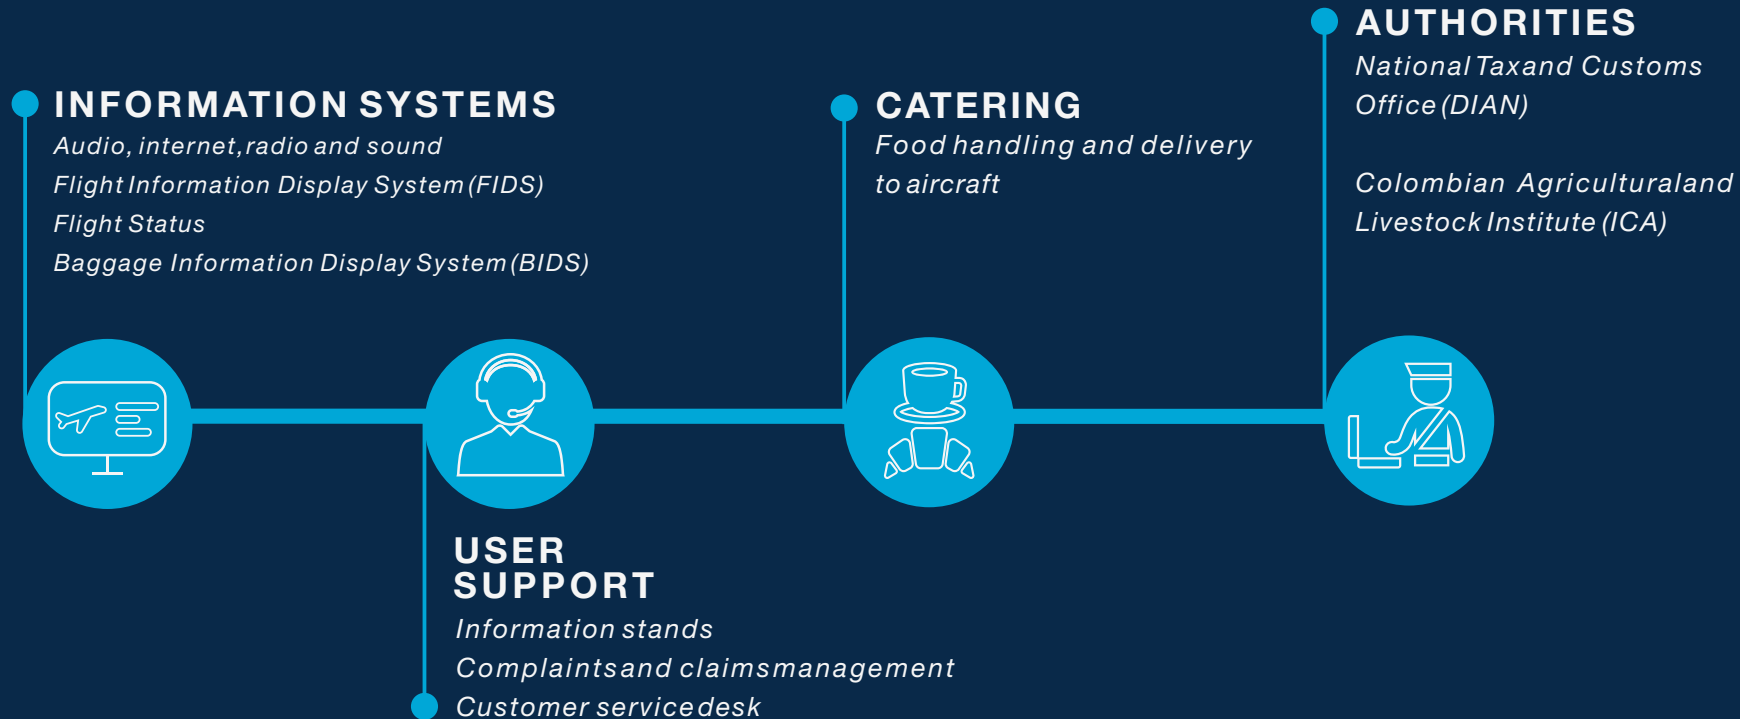 INFORMATION SYSTEMS
Audio, internet, radio and sound
Flight Information Display System (FIDS)
Flight Status
Baggage Information Display System (BIDS)
USER
SUPPORT
Information stands
Complaintsand claimsmanagement
Customer servicedesk
CATERING
Food handling and delivery
to aircraft
AUTHORITIES
National Taxand Customs
Office (DIAN)
Colombian Agriculturaland
Livestock Institute (ICA)